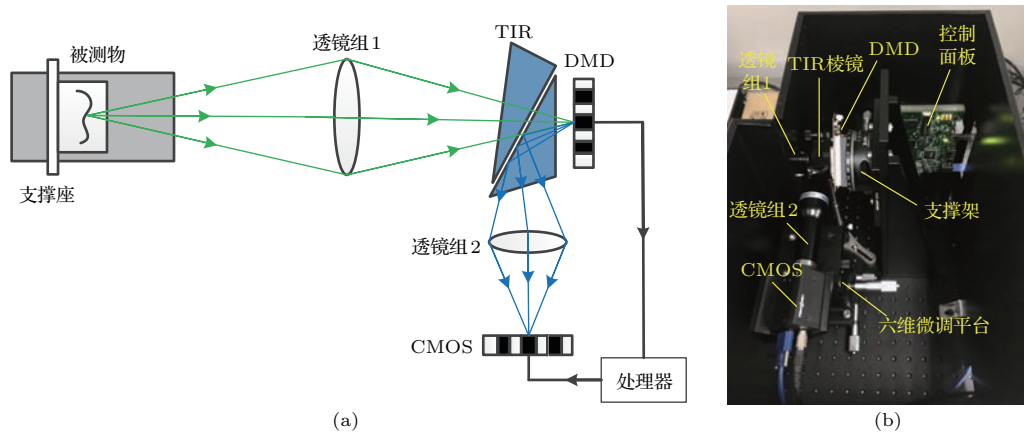 被测物
透镜组1
TIR
DMD
支撑座
透镜组2
CMOS
处理器
(a)
透镜
组1
TIR棱镜
DMD
控制
面板
支撑架
透镜组2
CMOS
六维微调平台
(b)